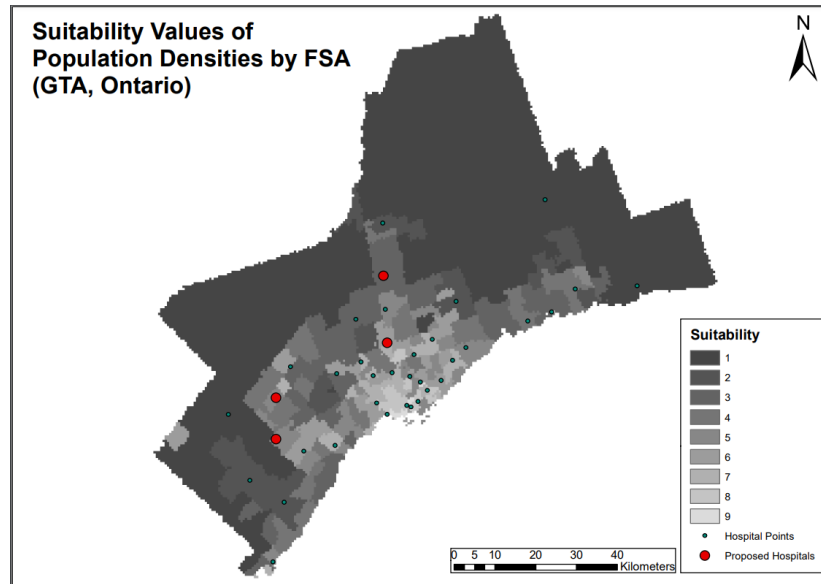 Suitability Values of
Population Densities by FSA
(GTA, Ontario)
N
Suitability
1
2
3
4
5
6
7
8
9
Hospital Points
Proposed Hospitals
0 5 10 20 30 40
Kilometers